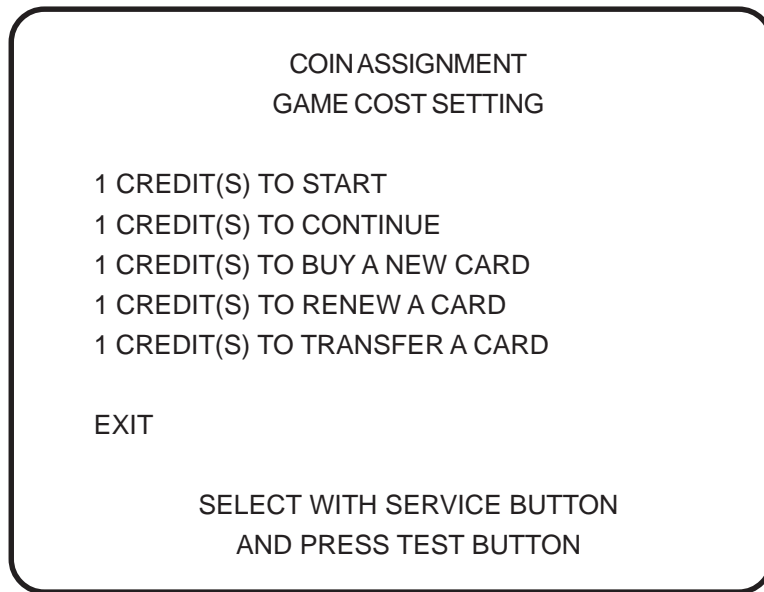 COIN ASSIGNMENT
GAME COST SETTING
1 CREDIT(S) TO START
1 CREDIT(S) TO CONTINUE
1 CREDIT(S) TO BUY A NEW CARD
1 CREDIT(S) TO RENEW A CARD
1 CREDIT(S) TO TRANSFER A CARD
EXIT
SELECT WITH SERVICE BUTTON
AND PRESS TEST BUTTON